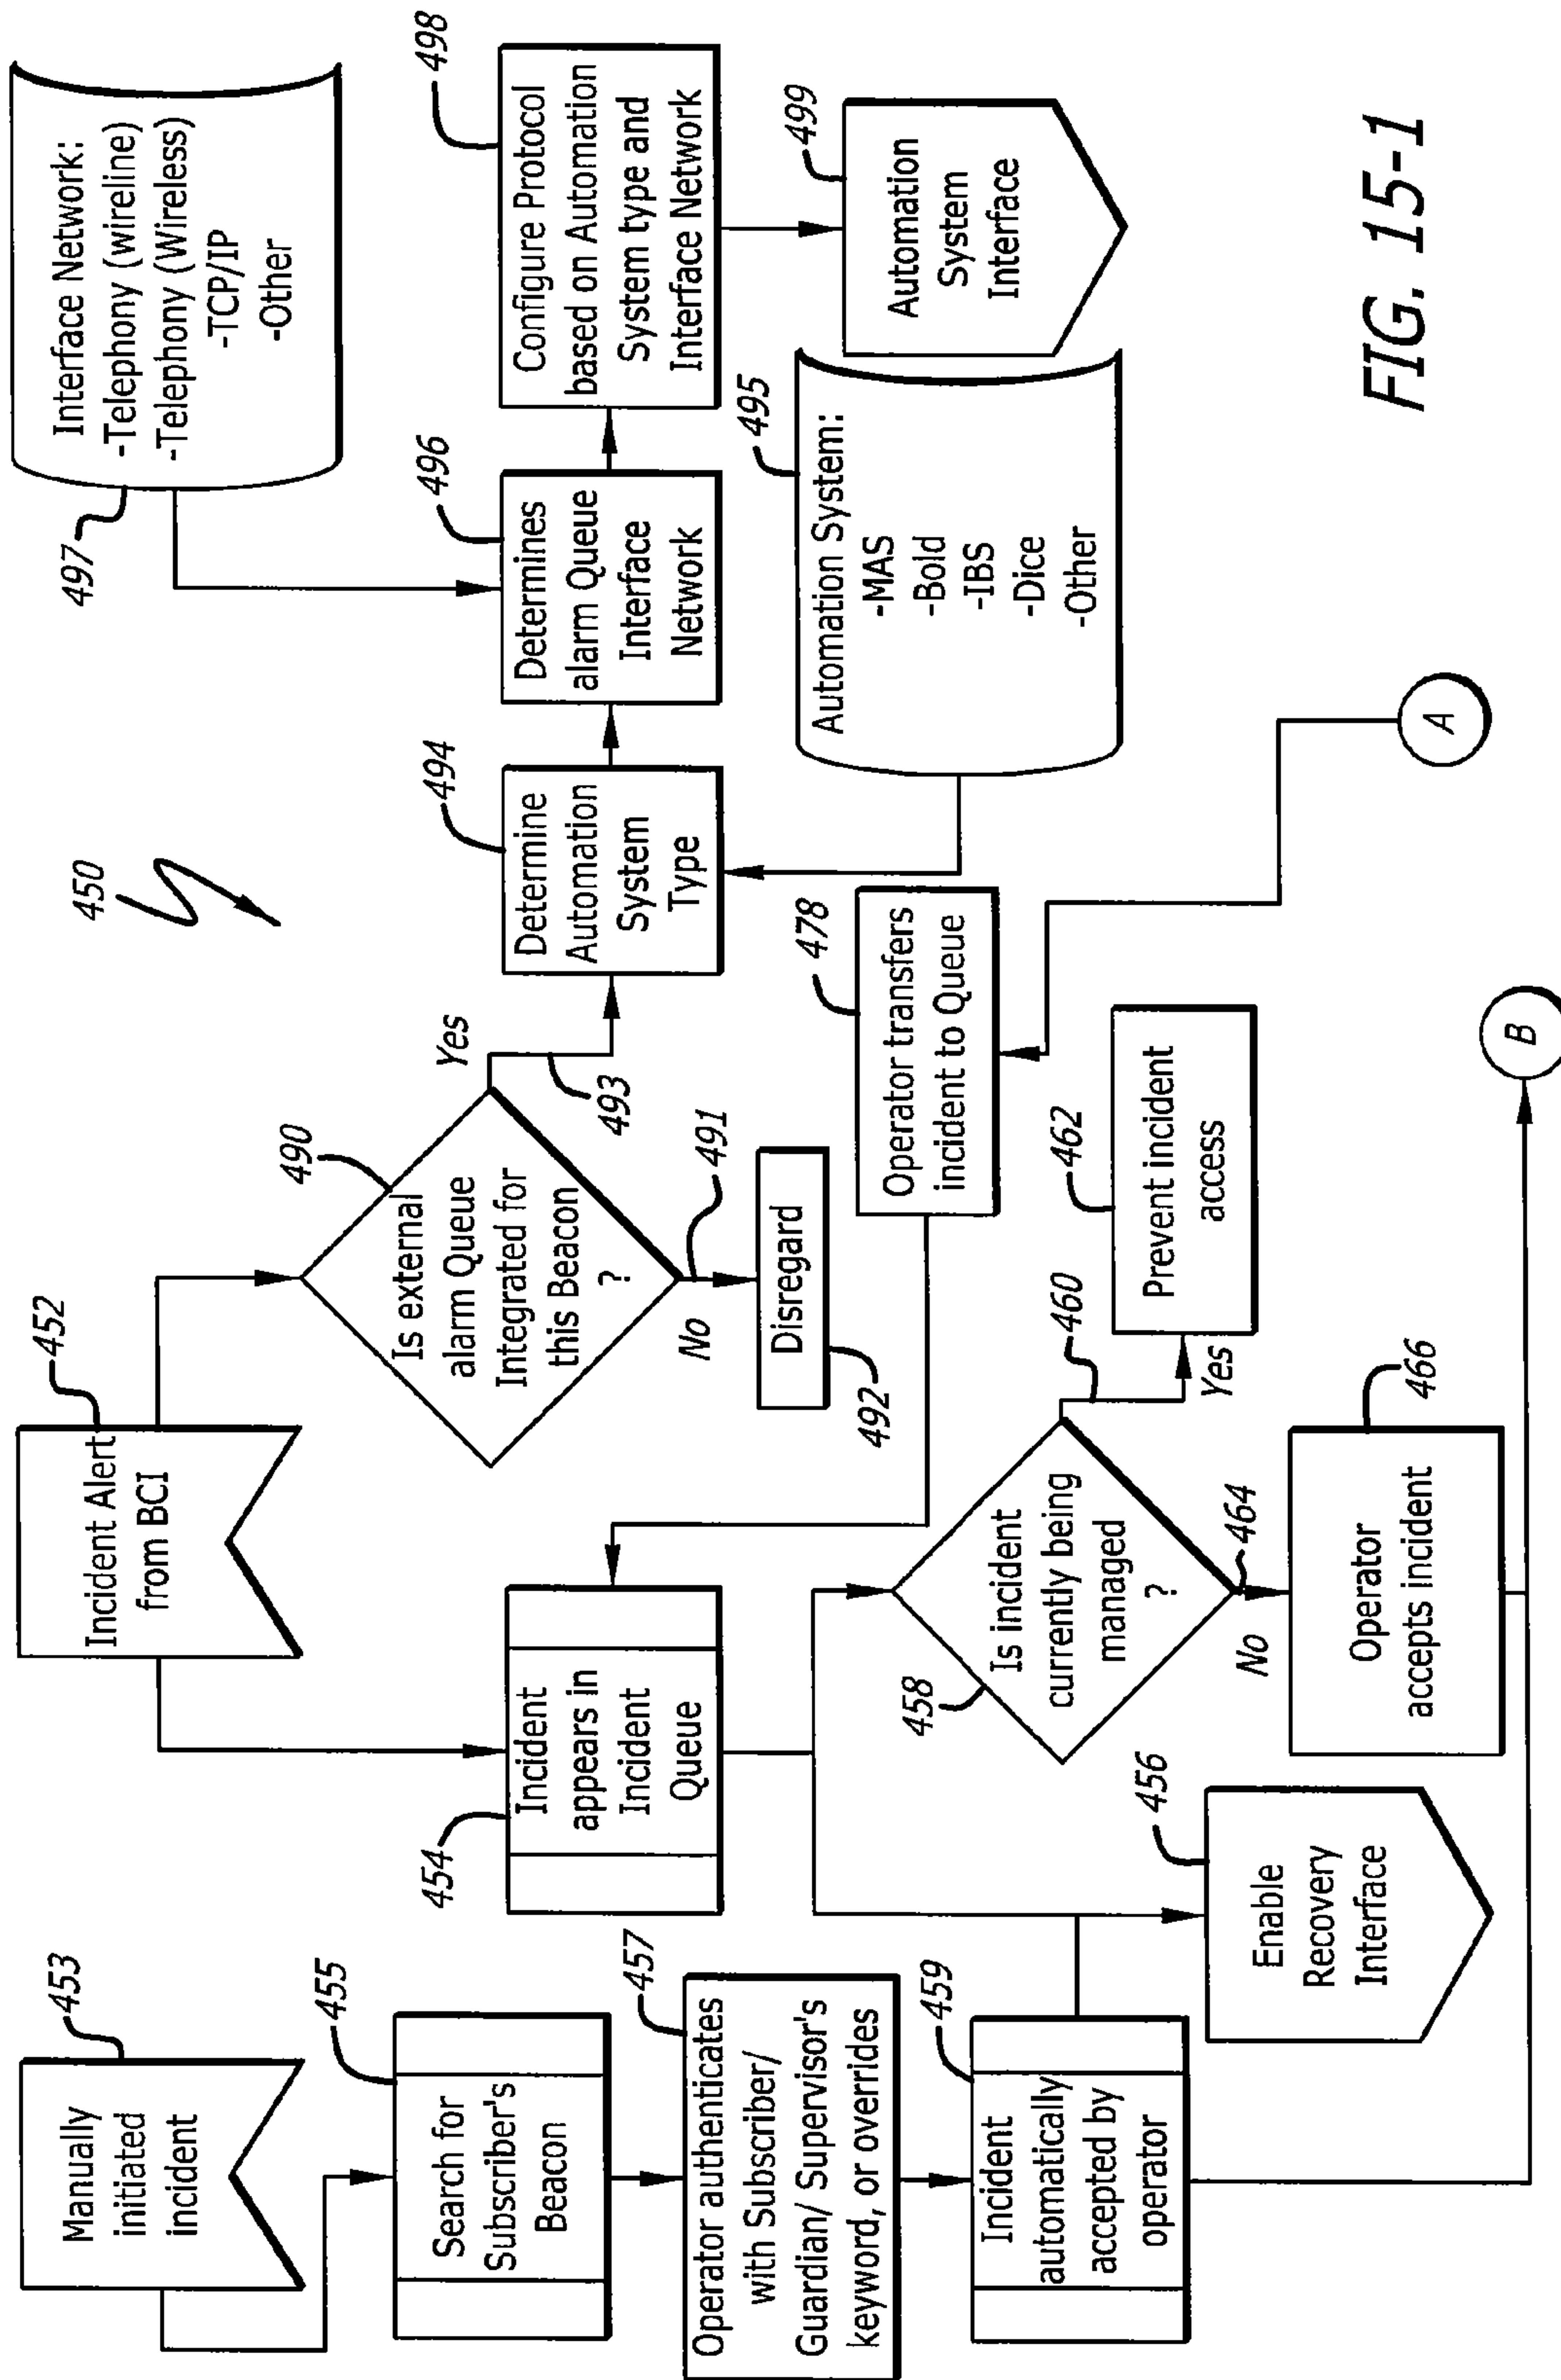 450
453
Manually
initiated
incident
455
Search for
Subscriber's
Beacon
457
Operator authenticates
with Subscriber/
Guardian/ Supervisor's
keyword, or overrides
459
Incident
automatically
accepted by
operator
452
Incident Alert
from BCI
454
Incident
appears in
Incident
Queue
456
Enable
Recovery
Interface
458
Is incident
currently being
managed
?
460
Yes
462
Prevent incident
access
464
No
466
Operator
accepts incident
B
478
Operator transfers
incident to Queue
A
490
Is external
alarm Queue
Integrated for
this Beacon
?
491
No
492
Disregard
493
Yes
494
Determine
Automation
System
Type
495
Automation System:
-MAS
-Bold
-IBS
-Dice
-Other
496
Determines
alarm Queue
Interface
Network
497
Interface Network:
-Telephony (wireline)
-Telephony (Wireless)
-TCP/IP
-Other
498
Configure Protocol
based on Automation
System type and
Interface Network
499
Automation
System
Interface
FIG. 15-1